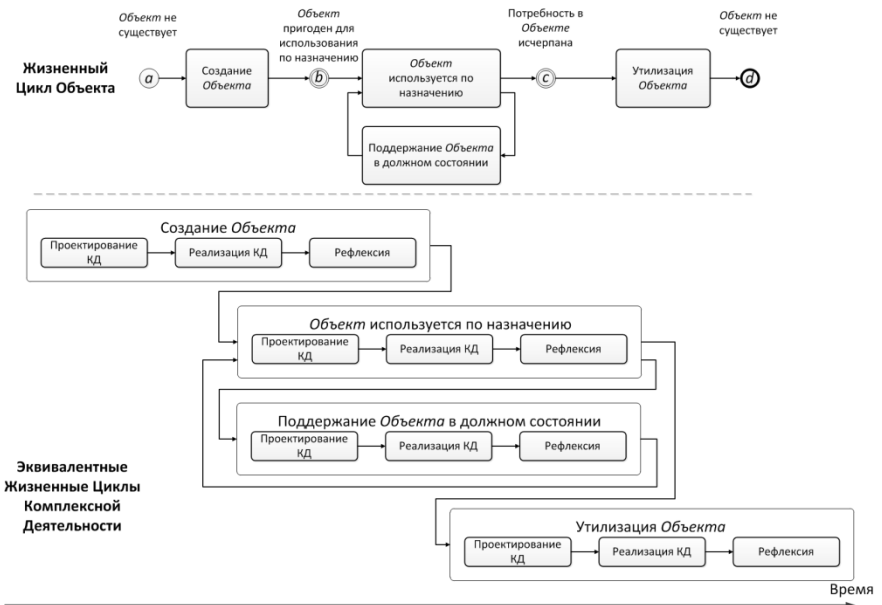 Объект не
существует
Объект
пригоден для
использования
по назначению
Потребность в
Объекте
исчерпана
Объект не
существует
Жизненный
Цикл Объекта
a
Создание
Объекта
b
Объект
используется по
назначению
c
Утилизация
Объекта
d
Поддержание Объекта
в должном состоянии
Создание Объекта
Проектирование
КД
Реализация КД
Рефлексия
Объект используется по назначению
Проектирование
КД
Реализация КД
Рефлексия
Поддержание Объекта в должном состоянии
Проектирование
КД
Реализация КД
Рефлексия
Эквивалентные
Жизненные Циклы
Комплексной
Деятельности
Утилизация Объекта
Проектирование
КД
Реализация КД
Рефлексия
Время